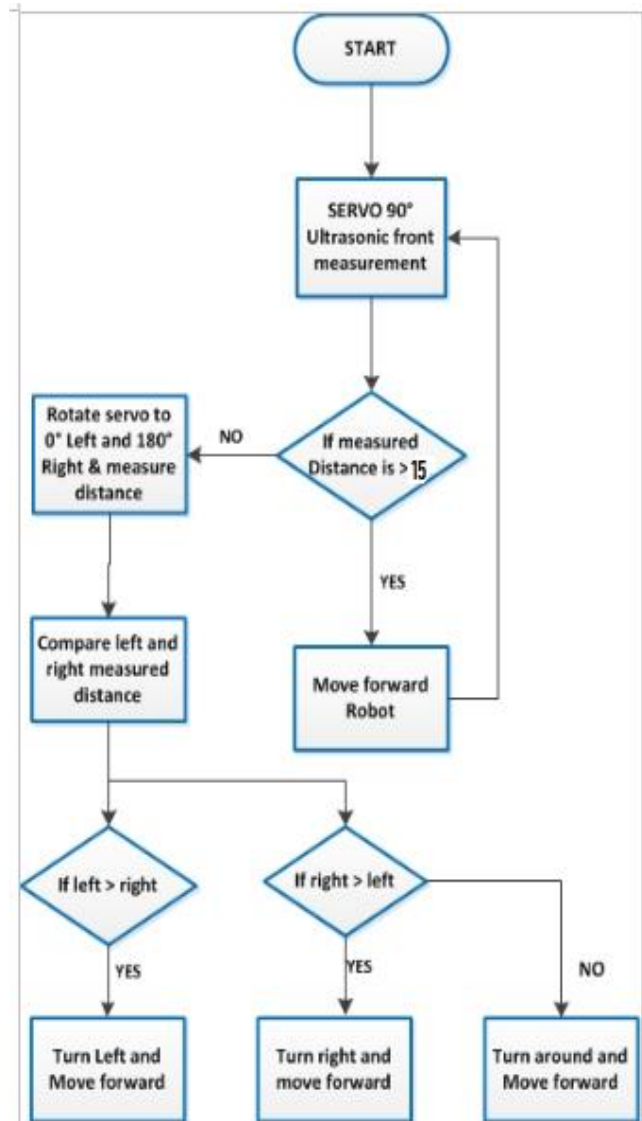 START
SERVO 90°
Ultrasonic front
measurement
Rotate servo to
0° Left and 180°
Right & measure
distance
NO
If measured
Distance is > 15
YES
Compare left and
right measured
distance
Move forward
Robot
If left > right
If right > left
YES
YES
NO
Turn Left and
Move forward
Turn right and
move forward
Turn around and
Move forward